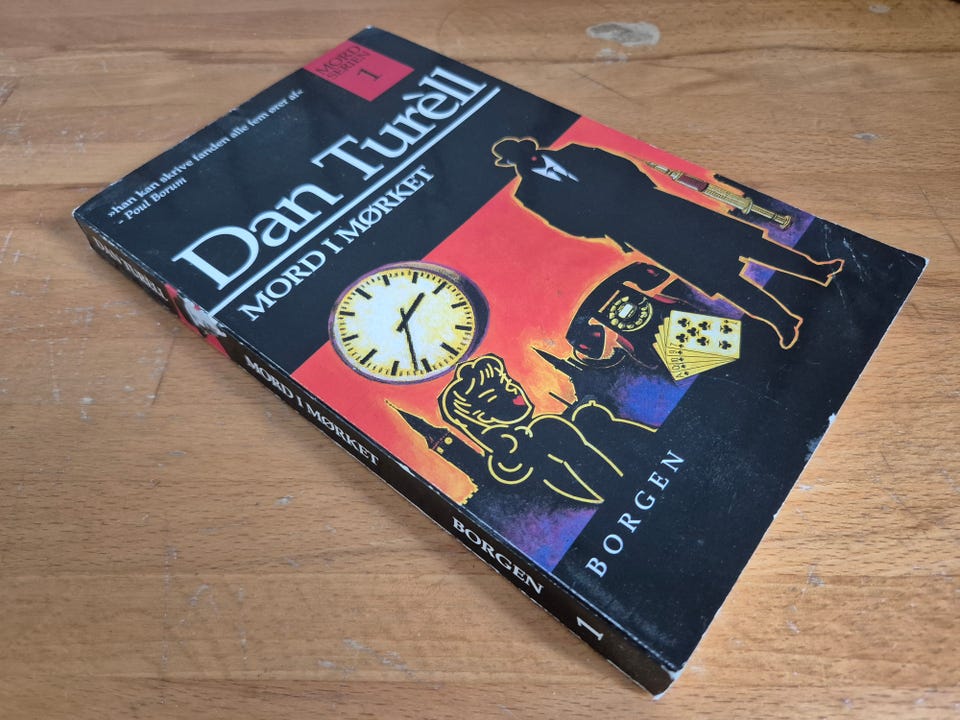 MORD
SERIEN
1
»han kan skrive fanden alle fem ører af«
- Poul Borum
Dan Turèll
MORD I MØRKET
BORGEN
DAN TURÈLL
MORD I MØRKET
BORGEN
1